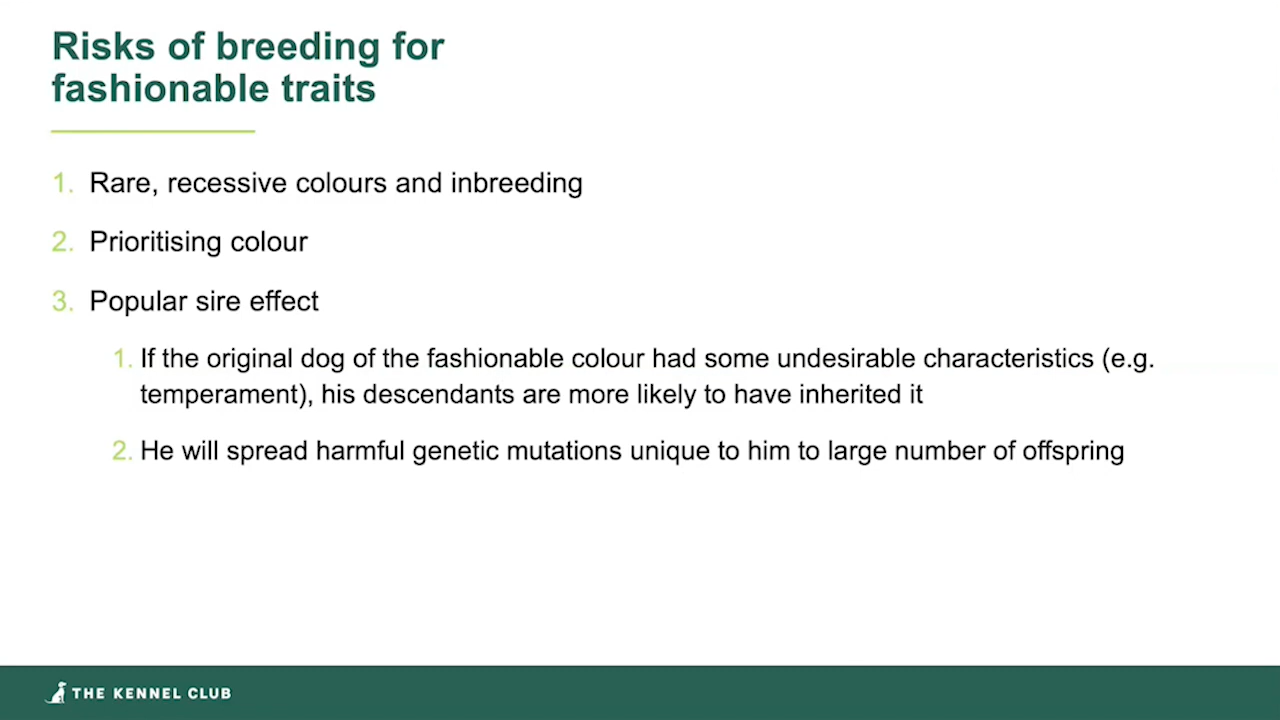 Risks of breeding for
fashionable traits
1. Rare, recessive colours and inbreeding
2. Prioritising colour
3. Popular sire effect
1. If the original dog of the fashionable colour had some undesirable characteristics (e.g.
temperament), his descendants are more likely to have inherited it
2. He will spread harmful genetic mutations unique to him to large number of offspring
THE KENNEL CLUB